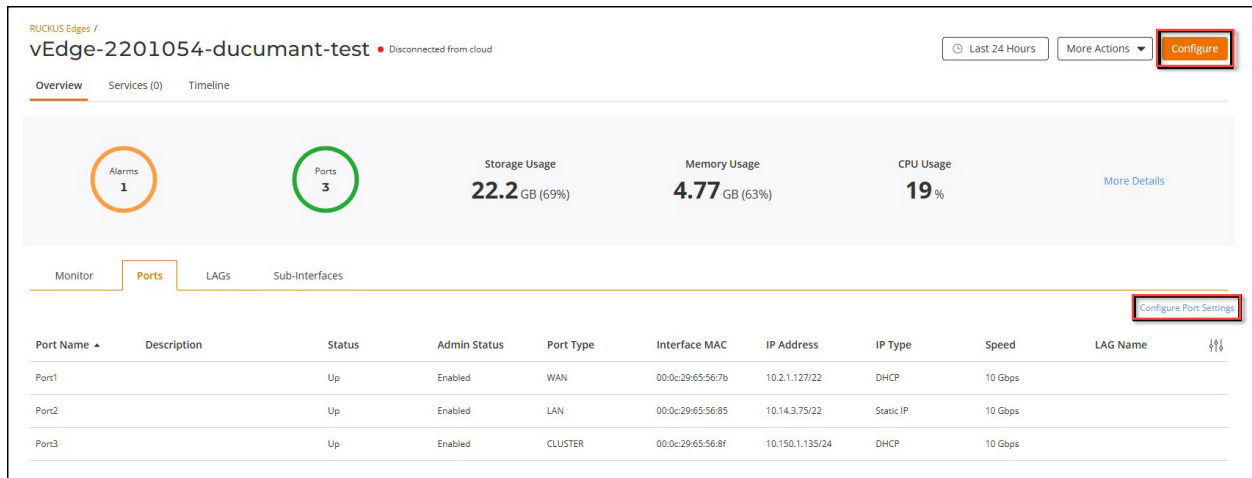 RUCKUS Edges /
vEdge-2201054-ducumant-test Disconnected from cloud
Last 24 Hours More Actions Configure
Overview Services (0) Timeline
Alarms
1
Ports
3
Storage Usage
22.2 GB (69%)
Memory Usage
4.77 GB (63%)
CPU Usage
19 %
More Details
Monitor Ports LAGs Sub-Interfaces
Configure Port Settings
Port Name Description Status Admin Status Port Type Interface MAC IP Address IP Type Speed LAG Name
Port1 Up Enabled WAN 00:0c:29:65:56:7b 10.2.1.127/22 DHCP 10 Gbps
Port2 Up Enabled LAN 00:0c:29:65:56:85 10.14.3.75/22 Static IP 10 Gbps
Port3 Up Enabled CLUSTER 00:0c:29:65:56:8f 10.150.1.135/24 DHCP 10 Gbps